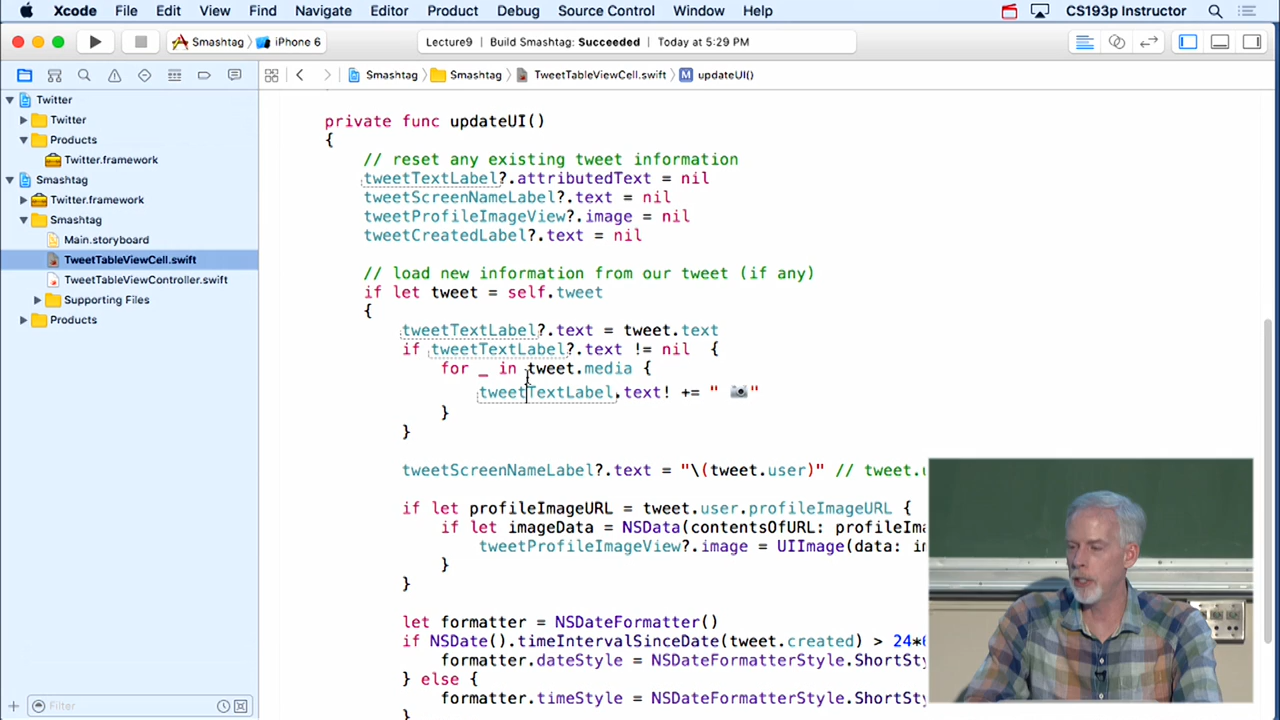 Xcode File Edit View Find Navigate Editor Product Debug Source Control Window Help CS193p Instructor
Smashtag iPhone 6 Lecture9 Build Smashtag: Succeeded Today at 5:29 PM
Smashtag Smashtag TweetTableViewCell.swift M updateUI()
Twitter
Twitter
Products
Twitter.framework
Smashtag
Twitter.framework
Smashtag
Main.storyboard
TweetTableViewCell.swift
TweetTableViewController.swift
Supporting Files
Products
Filter
private func updateUI()
{
// reset any existing tweet information
tweetTextLabel?.attributedText = nil
tweetScreenNameLabel?.text = nil
tweetProfileImageView?.image = nil
tweetCreatedLabel?.text = nil
// load new information from our tweet (if any)
if let tweet = self.tweet
{
tweetTextLabel?.text = tweet.text
if tweetTextLabel?.text != nil {
for _ in tweet.media {
tweetTextLabel.text! += " 📷"
}
}
tweetScreenNameLabel?.text = "\(tweet.user)" // tweet.
if let profileImageURL = tweet.user.profileImageURL {
if let imageData = NSData(contentsOfURL: profileIma
tweetProfileImageView?.image = UIImage(data: i
}
}
let formatter = NSDateFormatter()
if NSDate().timeIntervalSinceDate(tweet.created) > 24*
formatter.dateStyle = NSDateFormatterStyle.ShortSty
} else {
formatter.timeStyle = NSDateFormatterStyle.ShortSty
}